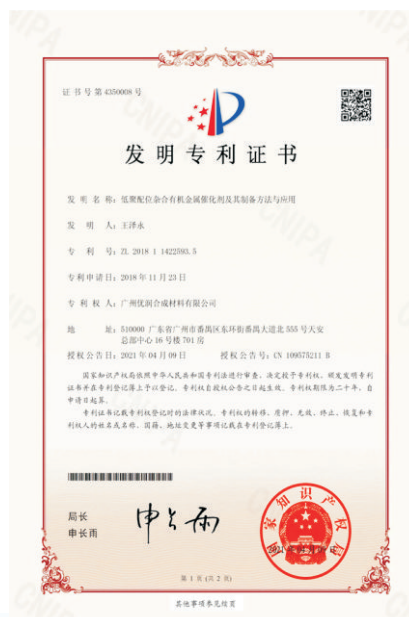 证书号第4350008号
发明专利证书
发 明 名 称：低聚配位杂合有机金属催化剂及其制备方法与应用
发 明 人：王泽永
专 利 号：ZL 2018 1 1422593.5
专利申请日：2018年11月23日
专 利 权 人：广州优润合成材料有限公司
地 址：510000 广东省广州市番禺区东环街番禺大道北555号天安
总部中心16号楼701房
授权公告日：2021年04月09日 授权公告号：CN 109575211 B
国家知识产权局依照中华人民共和国专利法进行审查，决定授予专利权，颁发发明专利
证书并在专利登记簿上予以登记。专利权自授权公告之日起生效。专利权期限为二十年，自
申请日起算。
专利证书记载专利权登记时的法律状况。专利权的转移、质押、无效、终止、恢复和专
利权人的姓名或名称、国籍、地址变更等事项记载在专利登记簿上。
局长
申长雨
申长雨
国家知识产权局
第 1 页 (共 2 页)
其他事项参见续页
CNIPA